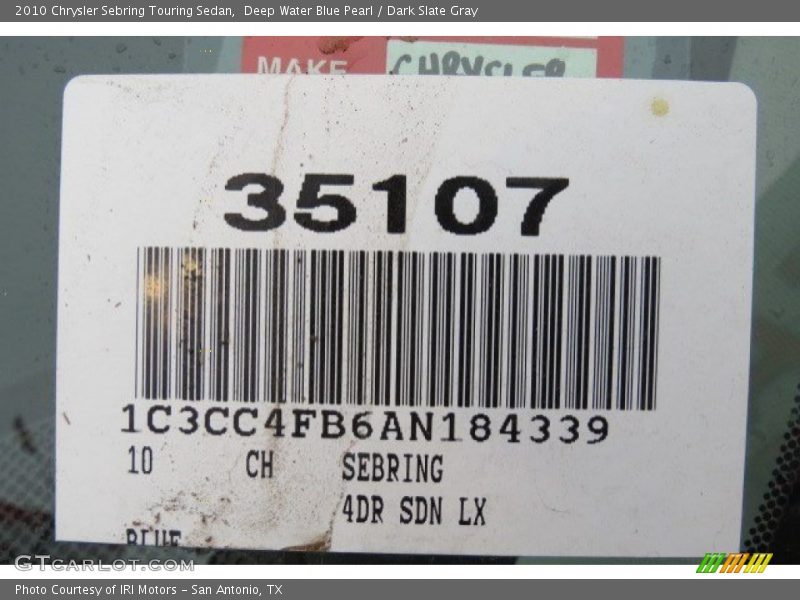 2010 Chrysler Sebring Touring Sedan,  Deep Water Blue Pearl / Dark Slate Gray
MAKE CHRYSLER
35107
1C3CC4FB6AN184339
10 CH SEBRING
4DR SDN LX
BLUE
GTCarLot.com
Photo Courtesy of IRI Motors – San Antonio, TX